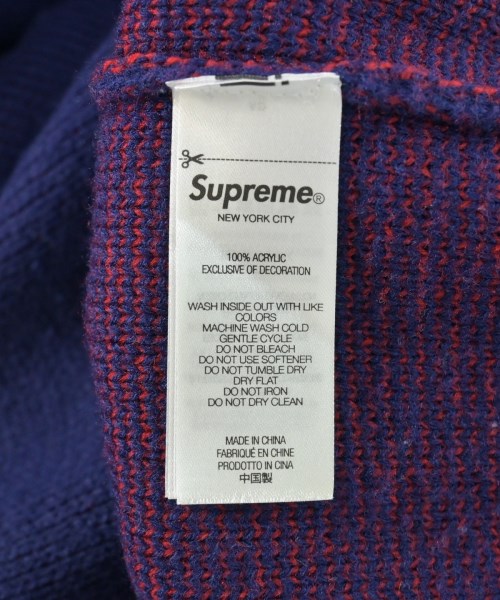 Supreme®
NEW YORK CITY
100% ACRYLIC
EXCLUSIVE OF DECORATION
WASH INSIDE OUT WITH LIKE
COLORS
MACHINE WASH COLD
GENTLE CYCLE
DO NOT BLEACH
DO NOT USE SOFTENER
DO NOT TUMBLE DRY
DRY FLAT
DO NOT IRON
DO NOT DRY CLEAN
MADE IN CHINA
FABRIQUÉ EN CHINE
PRODOTTO IN CINA
中国製